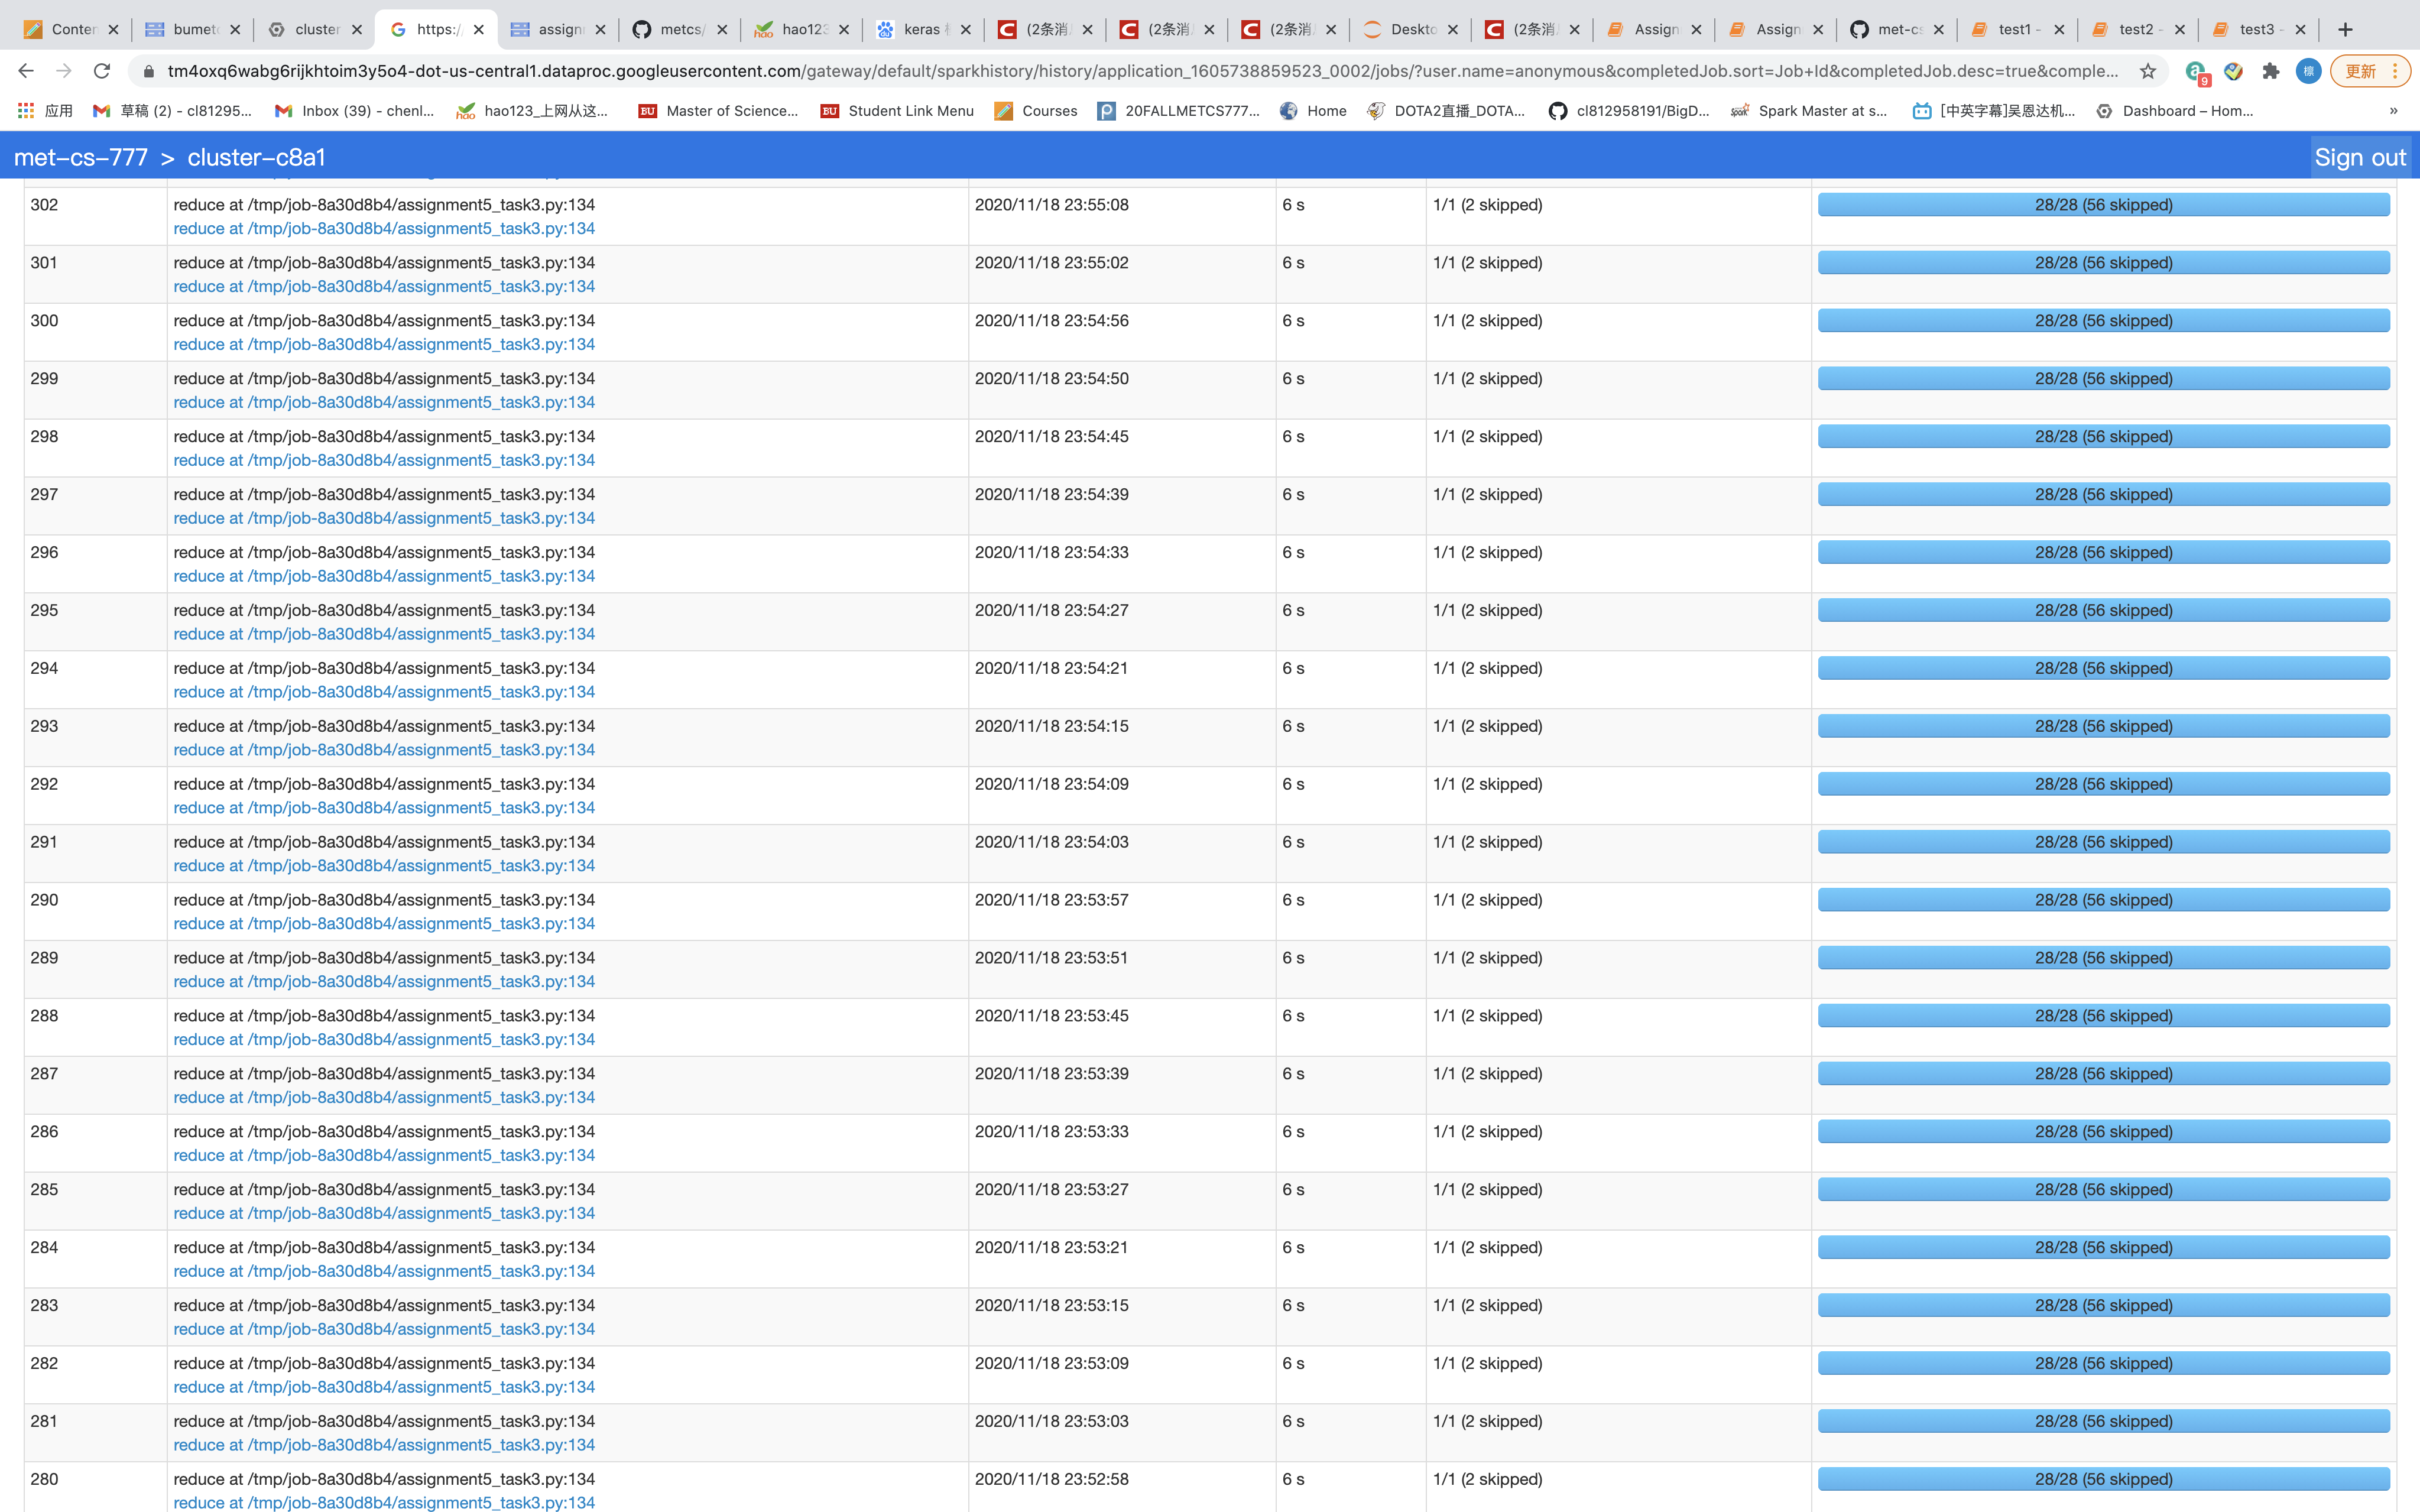 Conten
bumet
cluster
https:/
assign
metcs/
hao123
keras
(2条消
(2条消
(2条消
Deskto
(2条消
Assign
Assign
met-cs
test1 -
test2 -
test3 -
tm4oxq6wabg6rijkhtoim3y5o4-dot-us-central1.dataproc.googleusercontent.com/gateway/default/sparkhistory/history/application_1605738859523_0002/jobs/?user.name=anonymous&completedJob.sort=Job+Id&completedJob.desc=true&comple...
9
更新
应用
草稿 (2) - cl81295...
Inbox (39) - chenl...
hao123_上网从这...
BU Master of Science...
BU Student Link Menu
Courses
20FALLMETCS777...
Home
DOTA2直播_DOTA...
cl812958191/BigD...
Spark Master at s...
[中英字幕]吴恩达机...
Dashboard – Hom...
»
met-cs-777 > cluster-c8a1
Sign out
302 reduce at /tmp/job-8a30d8b4/assignment5_task3.py:134 2020/11/18 23:55:08 6 s 1/1 (2 skipped) 28/28 (56 skipped)
reduce at /tmp/job-8a30d8b4/assignment5_task3.py:134
301 reduce at /tmp/job-8a30d8b4/assignment5_task3.py:134 2020/11/18 23:55:02 6 s 1/1 (2 skipped) 28/28 (56 skipped)
reduce at /tmp/job-8a30d8b4/assignment5_task3.py:134
300 reduce at /tmp/job-8a30d8b4/assignment5_task3.py:134 2020/11/18 23:54:56 6 s 1/1 (2 skipped) 28/28 (56 skipped)
reduce at /tmp/job-8a30d8b4/assignment5_task3.py:134
299 reduce at /tmp/job-8a30d8b4/assignment5_task3.py:134 2020/11/18 23:54:50 6 s 1/1 (2 skipped) 28/28 (56 skipped)
reduce at /tmp/job-8a30d8b4/assignment5_task3.py:134
298 reduce at /tmp/job-8a30d8b4/assignment5_task3.py:134 2020/11/18 23:54:45 6 s 1/1 (2 skipped) 28/28 (56 skipped)
reduce at /tmp/job-8a30d8b4/assignment5_task3.py:134
297 reduce at /tmp/job-8a30d8b4/assignment5_task3.py:134 2020/11/18 23:54:39 6 s 1/1 (2 skipped) 28/28 (56 skipped)
reduce at /tmp/job-8a30d8b4/assignment5_task3.py:134
296 reduce at /tmp/job-8a30d8b4/assignment5_task3.py:134 2020/11/18 23:54:33 6 s 1/1 (2 skipped) 28/28 (56 skipped)
reduce at /tmp/job-8a30d8b4/assignment5_task3.py:134
295 reduce at /tmp/job-8a30d8b4/assignment5_task3.py:134 2020/11/18 23:54:27 6 s 1/1 (2 skipped) 28/28 (56 skipped)
reduce at /tmp/job-8a30d8b4/assignment5_task3.py:134
294 reduce at /tmp/job-8a30d8b4/assignment5_task3.py:134 2020/11/18 23:54:21 6 s 1/1 (2 skipped) 28/28 (56 skipped)
reduce at /tmp/job-8a30d8b4/assignment5_task3.py:134
293 reduce at /tmp/job-8a30d8b4/assignment5_task3.py:134 2020/11/18 23:54:15 6 s 1/1 (2 skipped) 28/28 (56 skipped)
reduce at /tmp/job-8a30d8b4/assignment5_task3.py:134
292 reduce at /tmp/job-8a30d8b4/assignment5_task3.py:134 2020/11/18 23:54:09 6 s 1/1 (2 skipped) 28/28 (56 skipped)
reduce at /tmp/job-8a30d8b4/assignment5_task3.py:134
291 reduce at /tmp/job-8a30d8b4/assignment5_task3.py:134 2020/11/18 23:54:03 6 s 1/1 (2 skipped) 28/28 (56 skipped)
reduce at /tmp/job-8a30d8b4/assignment5_task3.py:134
290 reduce at /tmp/job-8a30d8b4/assignment5_task3.py:134 2020/11/18 23:53:57 6 s 1/1 (2 skipped) 28/28 (56 skipped)
reduce at /tmp/job-8a30d8b4/assignment5_task3.py:134
289 reduce at /tmp/job-8a30d8b4/assignment5_task3.py:134 2020/11/18 23:53:51 6 s 1/1 (2 skipped) 28/28 (56 skipped)
reduce at /tmp/job-8a30d8b4/assignment5_task3.py:134
288 reduce at /tmp/job-8a30d8b4/assignment5_task3.py:134 2020/11/18 23:53:45 6 s 1/1 (2 skipped) 28/28 (56 skipped)
reduce at /tmp/job-8a30d8b4/assignment5_task3.py:134
287 reduce at /tmp/job-8a30d8b4/assignment5_task3.py:134 2020/11/18 23:53:39 6 s 1/1 (2 skipped) 28/28 (56 skipped)
reduce at /tmp/job-8a30d8b4/assignment5_task3.py:134
286 reduce at /tmp/job-8a30d8b4/assignment5_task3.py:134 2020/11/18 23:53:33 6 s 1/1 (2 skipped) 28/28 (56 skipped)
reduce at /tmp/job-8a30d8b4/assignment5_task3.py:134
285 reduce at /tmp/job-8a30d8b4/assignment5_task3.py:134 2020/11/18 23:53:27 6 s 1/1 (2 skipped) 28/28 (56 skipped)
reduce at /tmp/job-8a30d8b4/assignment5_task3.py:134
284 reduce at /tmp/job-8a30d8b4/assignment5_task3.py:134 2020/11/18 23:53:21 6 s 1/1 (2 skipped) 28/28 (56 skipped)
reduce at /tmp/job-8a30d8b4/assignment5_task3.py:134
283 reduce at /tmp/job-8a30d8b4/assignment5_task3.py:134 2020/11/18 23:53:15 6 s 1/1 (2 skipped) 28/28 (56 skipped)
reduce at /tmp/job-8a30d8b4/assignment5_task3.py:134
282 reduce at /tmp/job-8a30d8b4/assignment5_task3.py:134 2020/11/18 23:53:09 6 s 1/1 (2 skipped) 28/28 (56 skipped)
reduce at /tmp/job-8a30d8b4/assignment5_task3.py:134
281 reduce at /tmp/job-8a30d8b4/assignment5_task3.py:134 2020/11/18 23:53:03 6 s 1/1 (2 skipped) 28/28 (56 skipped)
reduce at /tmp/job-8a30d8b4/assignment5_task3.py:134
280 reduce at /tmp/job-8a30d8b4/assignment5_task3.py:134 2020/11/18 23:52:58 6 s 1/1 (2 skipped) 28/28 (56 skipped)
reduce at /tmp/job-8a30d8b4/assignment5_task3.py:134